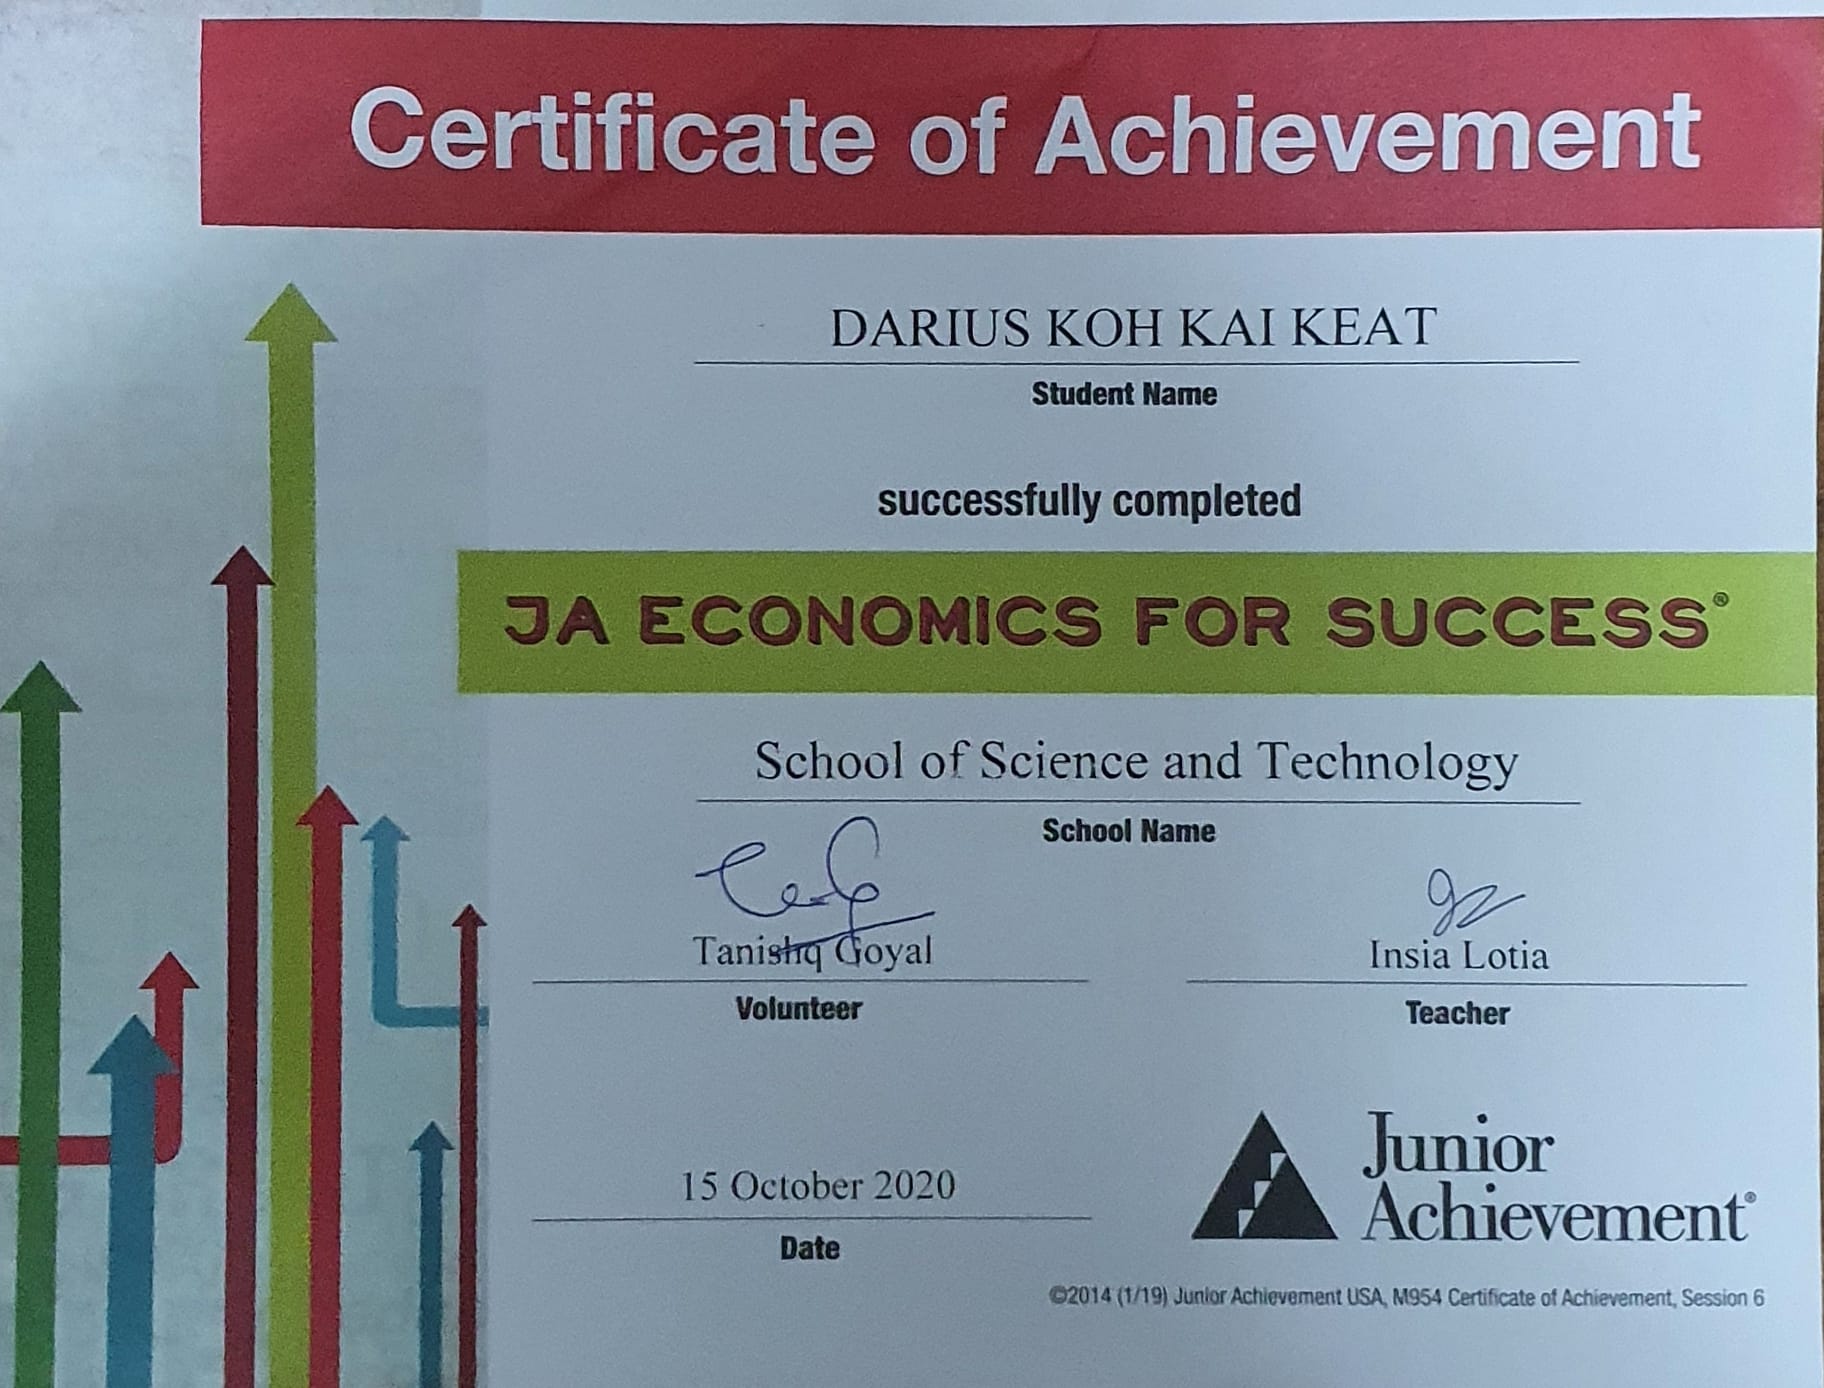 Certificate of Achievement
DARIUS KOH KAI KEAT
Student Name
successfully completed
JA ECONOMICS FOR SUCCESS®
School of Science and Technology
School Name
Tanishq Goyal
Volunteer
Insia Lotia
Teacher
15 October 2020
Date
Junior
Achievement®
©2014 (1/19) Junior Achievement USA, M954 Certificate of Achievement, Session 6